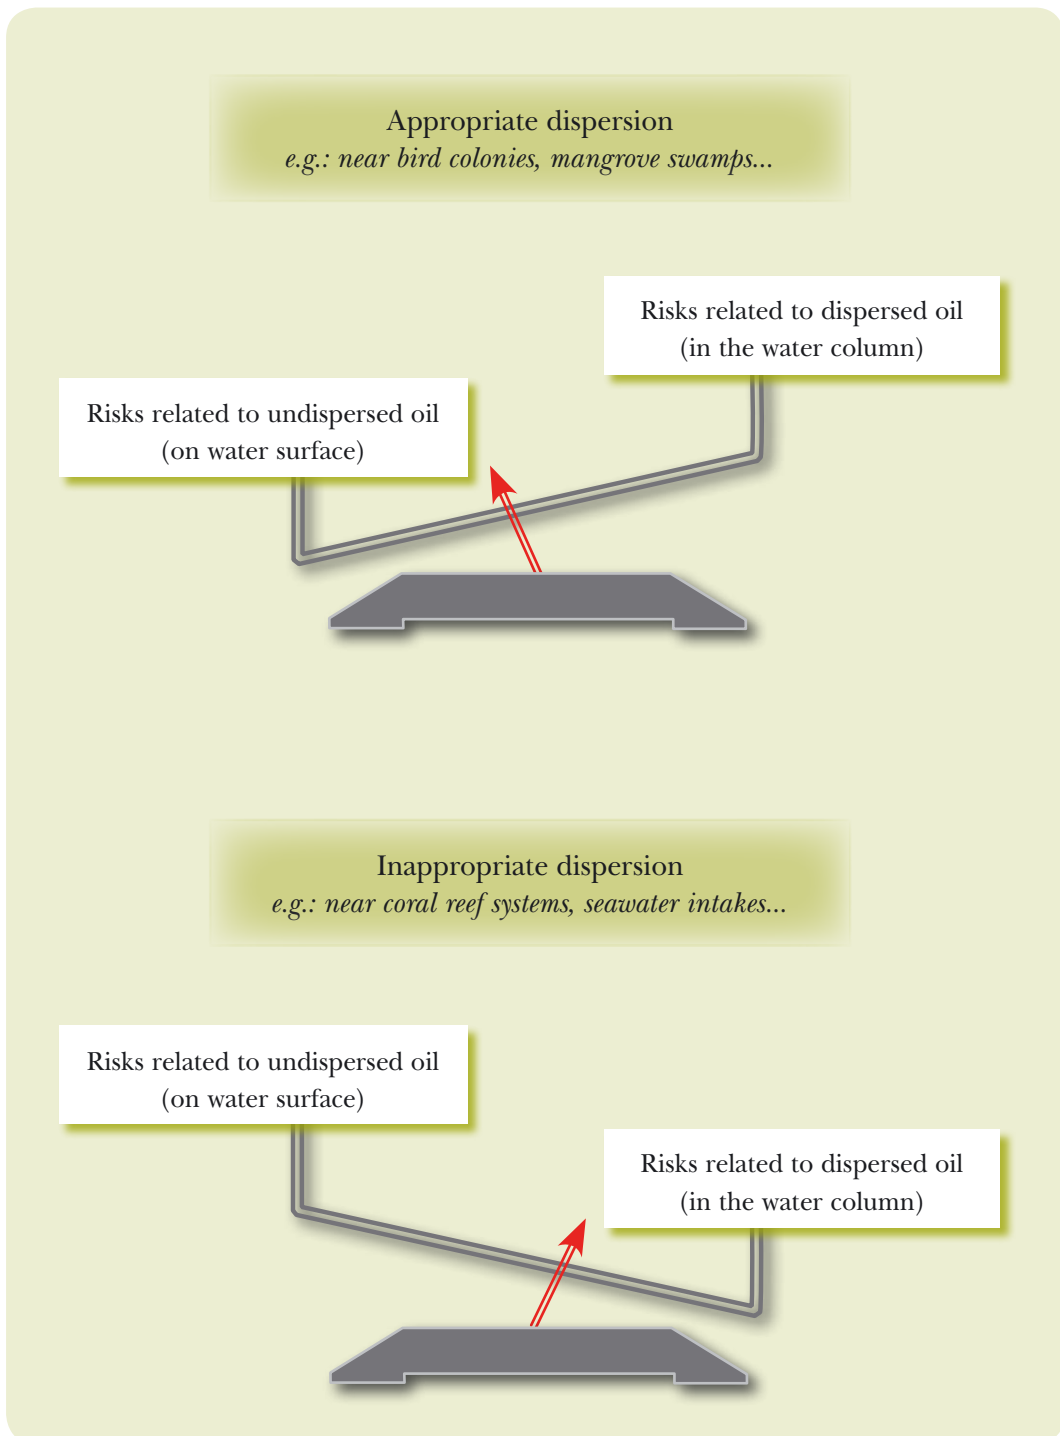 Appropriate dispersion
e.g.: near bird colonies, mangrove swamps...
Risks related to dispersed oil
(in the water column)
Risks related to undispersed oil
(on water surface)
Inappropriate dispersion
e.g.: near coral reef systems, seawater intakes...
Risks related to undispersed oil
(on water surface)
Risks related to dispersed oil
(in the water column)